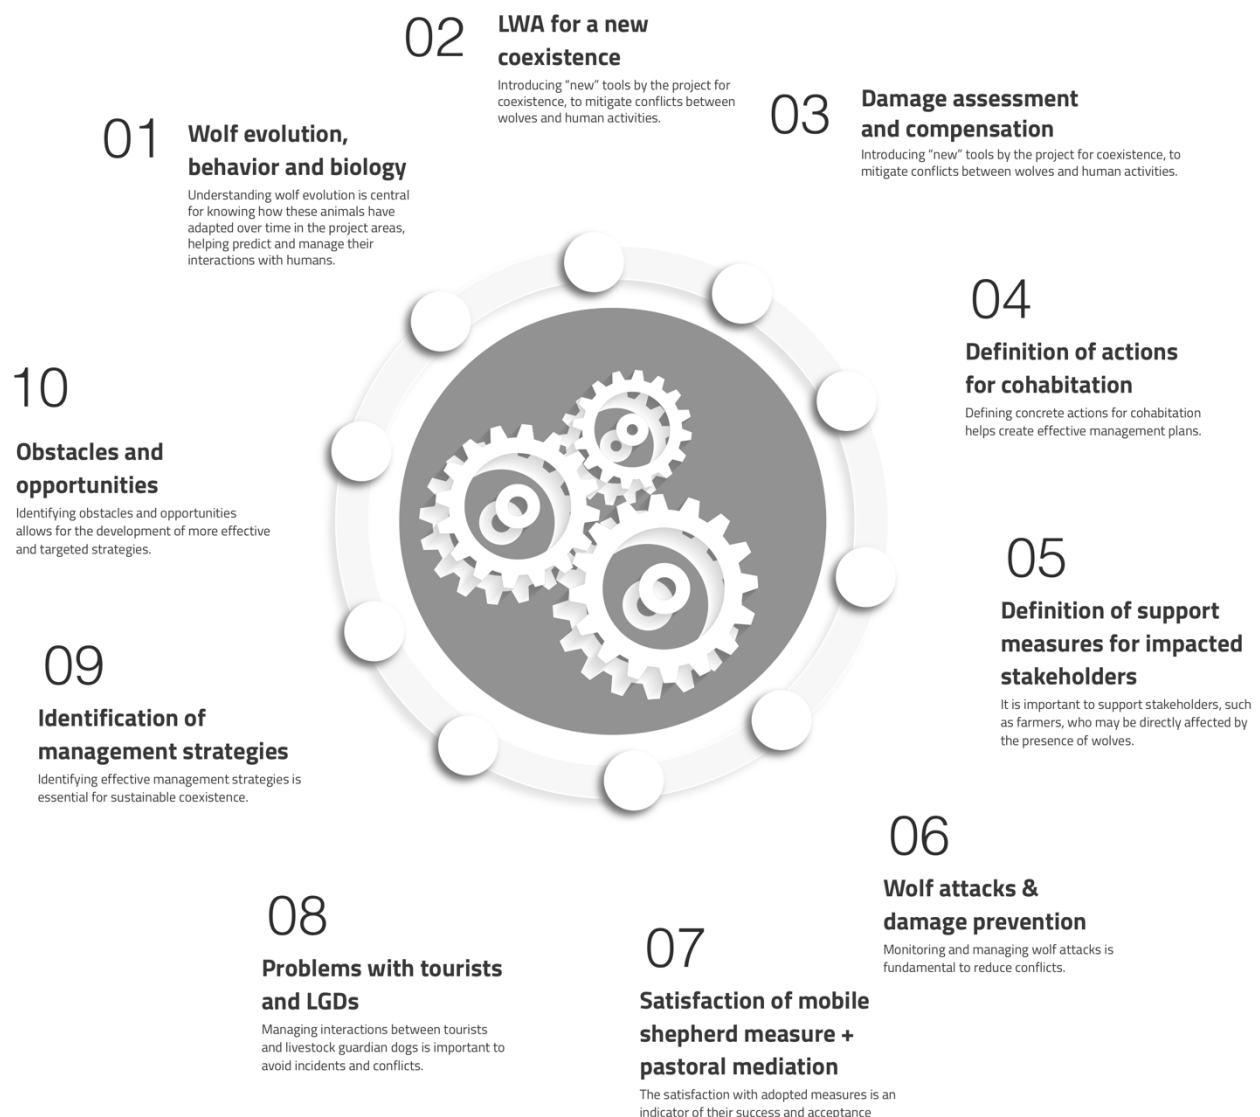 01
Wolf evolution,
behavior and biology
Understanding wolf evolution is central
for knowing how these animals have
adapted over time in the project areas,
helping predict and manage their
interactions with humans.
02
LWA for a new
coexistence
Introducing “new” tools by the project for
coexistence, to mitigate conflicts between
wolves and human activities.
03
Damage assessment
and compensation
Introducing “new” tools by the project for coexistence, to
mitigate conflicts between wolves and human activities.
04
Definition of actions
for cohabitation
Defining concrete actions for cohabitation
helps create effective management plans.
05
Definition of support
measures for impacted
stakeholders
It is important to support stakeholders, such
as farmers, who may be directly affected by
the presence of wolves.
06
Wolf attacks &
damage prevention
Monitoring and managing wolf attacks is
fundamental to reduce conflicts.
07
Satisfaction of mobile
shepherd measure +
pastoral mediation
The satisfaction with adopted measures is an
indicator of their success and acceptance
08
Problems with tourists
and LGDs
Managing interactions between tourists
and livestock guardian dogs is important to
avoid incidents and conflicts.
09
Identification of
management strategies
Identifying effective management strategies is
essential for sustainable coexistence.
10
Obstacles and
opportunities
Identifying obstacles and opportunities
allows for the development of more effective
and targeted strategies.